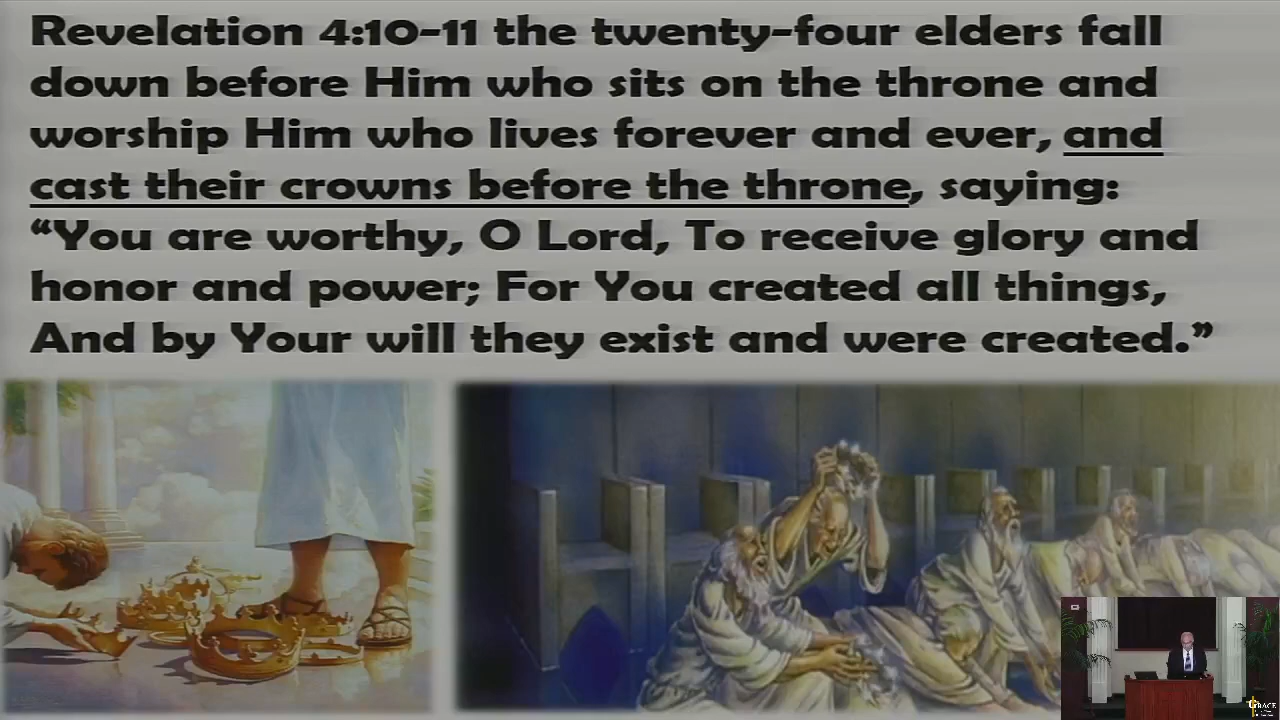 Revelation 4:10-11 the twenty-four elders fall
down before Him who sits on the throne and
worship Him who lives forever and ever, and
cast their crowns before the throne, saying:
“You are worthy, O Lord, To receive glory and
honor and power; For You created all things,
And by Your will they exist and were created.”
GRACE